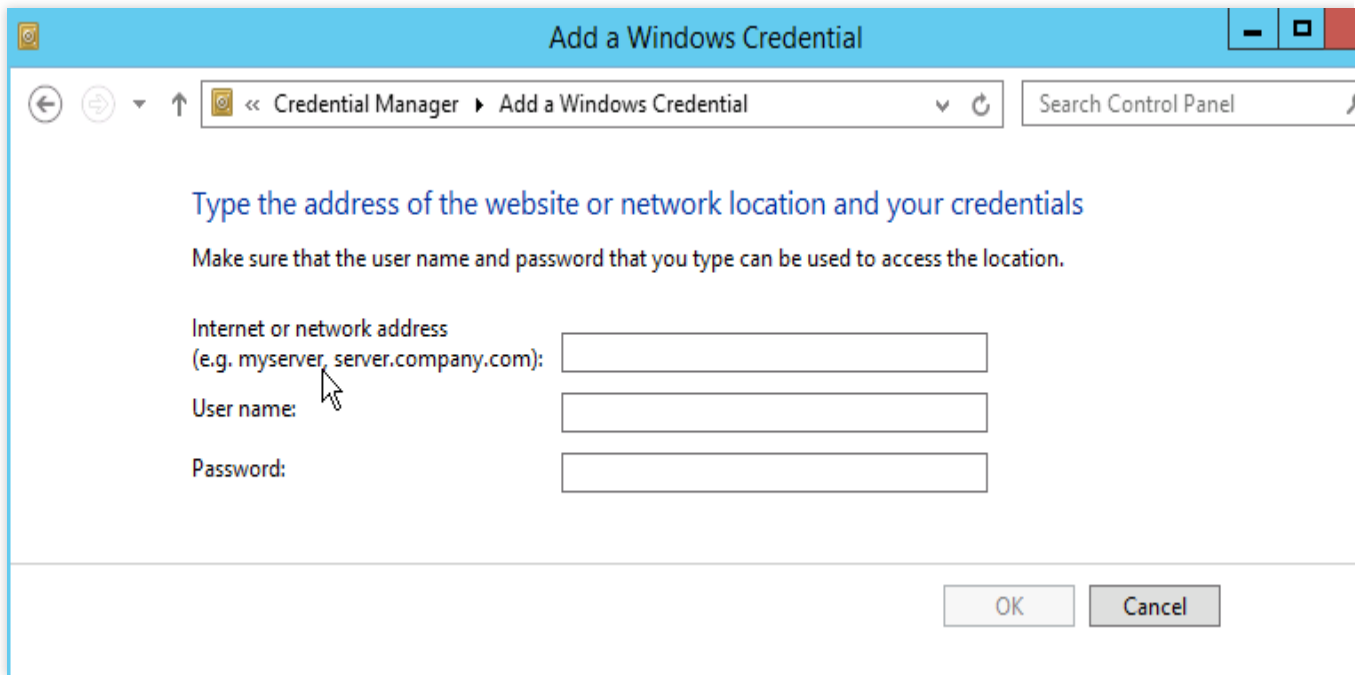 Add a Windows Credential
« Credential Manager ▸ Add a Windows Credential
Search Control Panel
Type the address of the website or network location and your credentials
Make sure that the user name and password that you type can be used to access the location.
Internet or network address
(e.g. myserver, server.company.com):
User name:
Password:
OK
Cancel